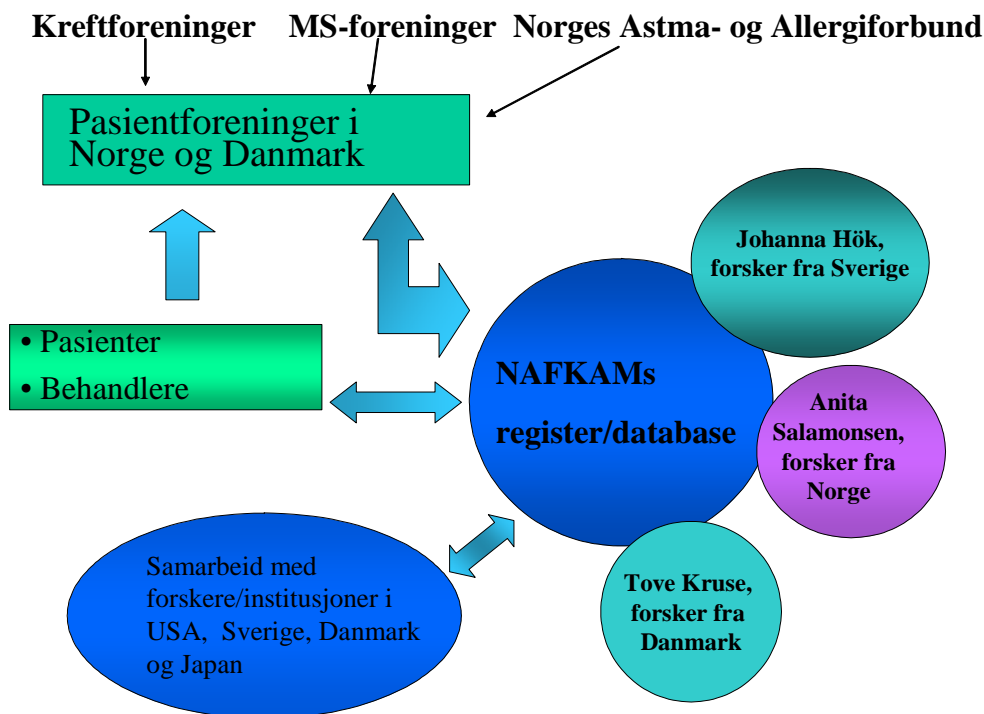 Kreftforeninger MS-foreninger Norges Astma- og Allergiforbund
Pasientforeninger i
Norge og Danmark
Johanna Hök,
forsker fra Sverige
• Pasienter
• Behandlere
NAFKAMs
register/database
Anita
Salamonsen,
forsker fra
Norge
Samarbeid med
forskere/institusjoner i
USA, Sverige, Danmark
og Japan
Tove Kruse,
forsker fra
Danmark